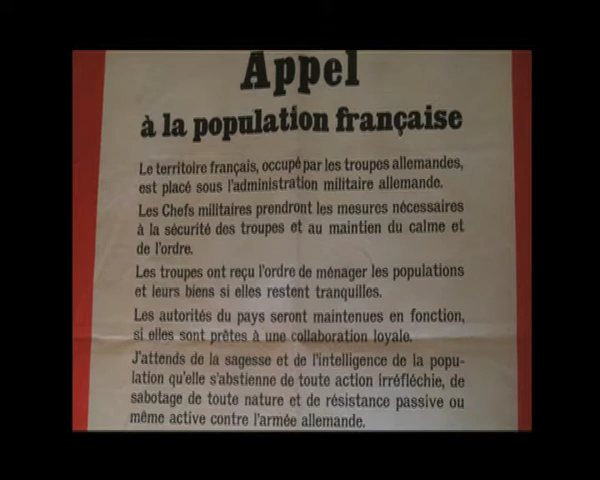 Appel
à la population française
Le territoire français, occupé par les troupes allemandes,
est placé sous l'administration militaire allemande.
Les Chefs militaires prendront les mesures nécessaires
à la sécurité des troupes et au maintien du calme et
de l'ordre.
Les troupes ont reçu l'ordre de ménager les populations
et leurs biens si elles restent tranquilles.
Les autorités du pays seront maintenues en fonction,
si elles sont prêtes à une collaboration loyale.
J'attends de la sagesse et de l'intelligence de la popu-
lation qu'elle s'abstienne de toute action irréfléchie, de
sabotage de toute nature et de résistance passive ou
même active contre l'armée allemande.